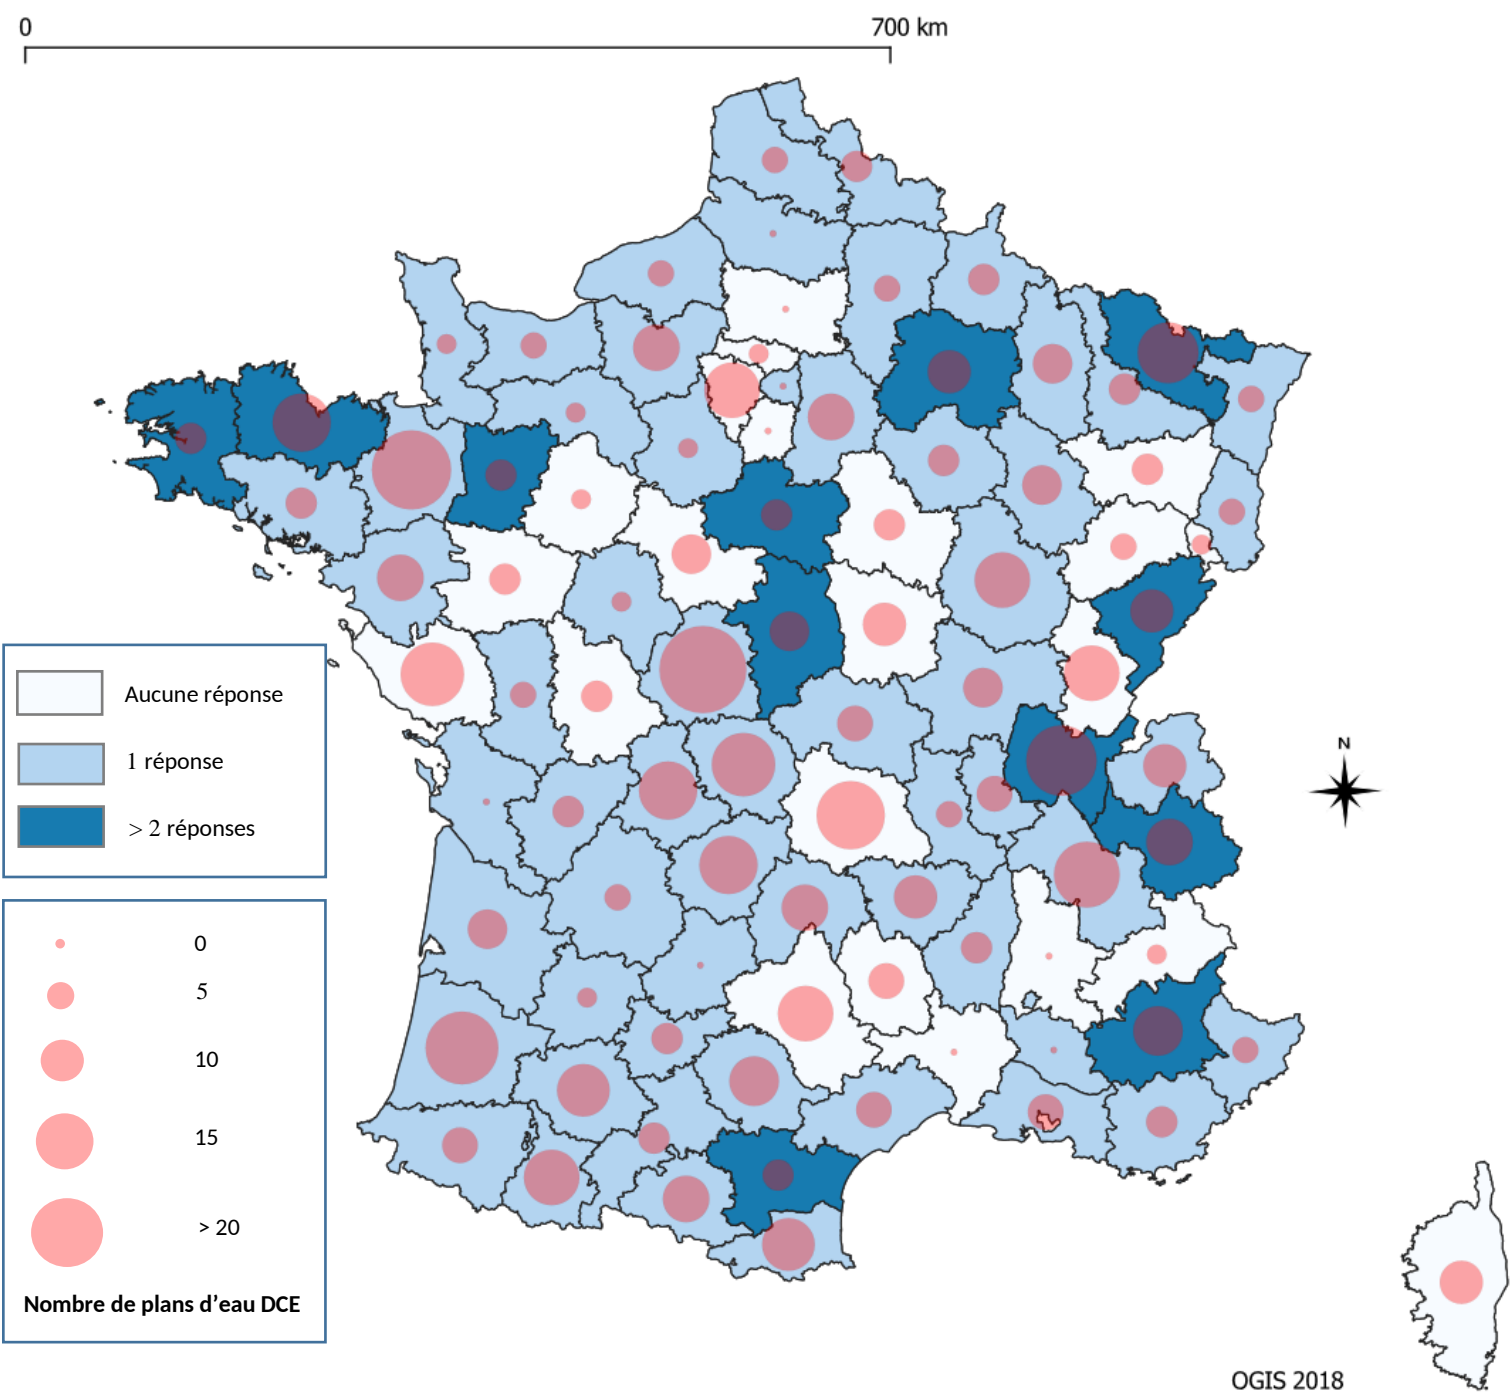 0
700 km
Aucune réponse
1 réponse
> 2 réponses
0
5
10
15
> 20
Nombre de plans d’eau DCE
N
OGIS 2018